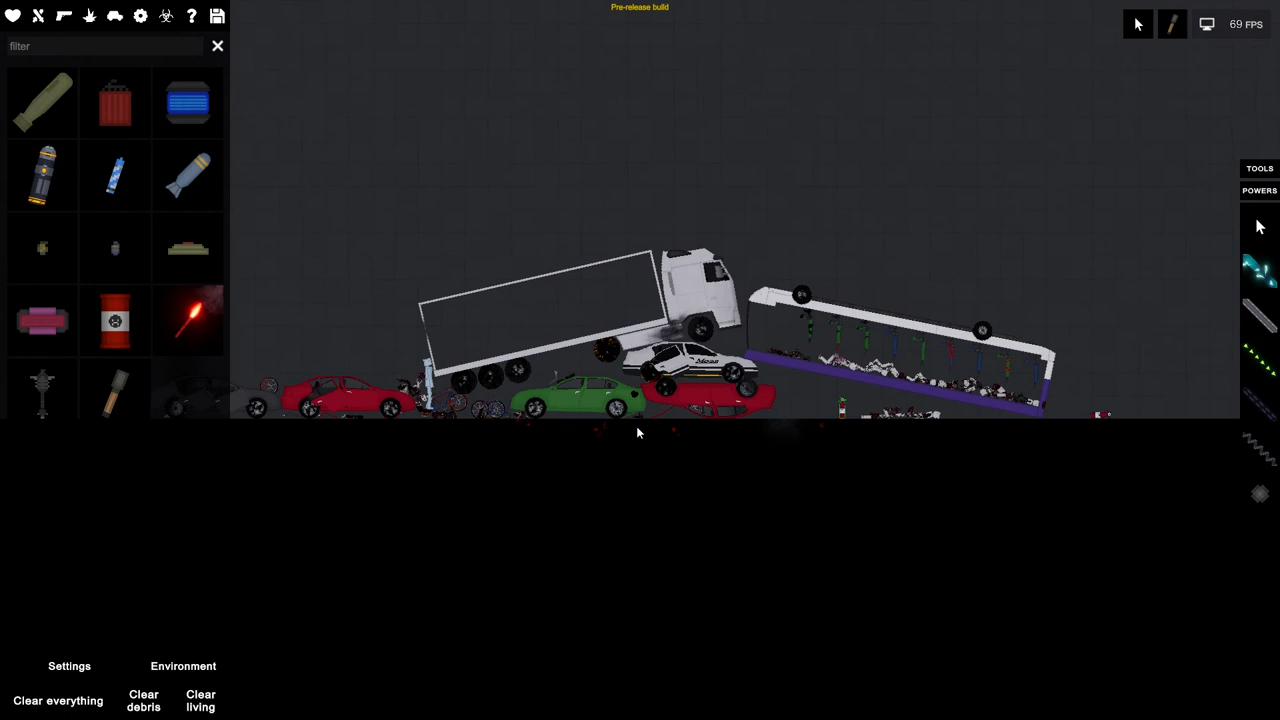 Pre-release build
filter
69 FPS
TOOLS
POWERS
Settings
Environment
Clear everything
Clear
debris
Clear
living